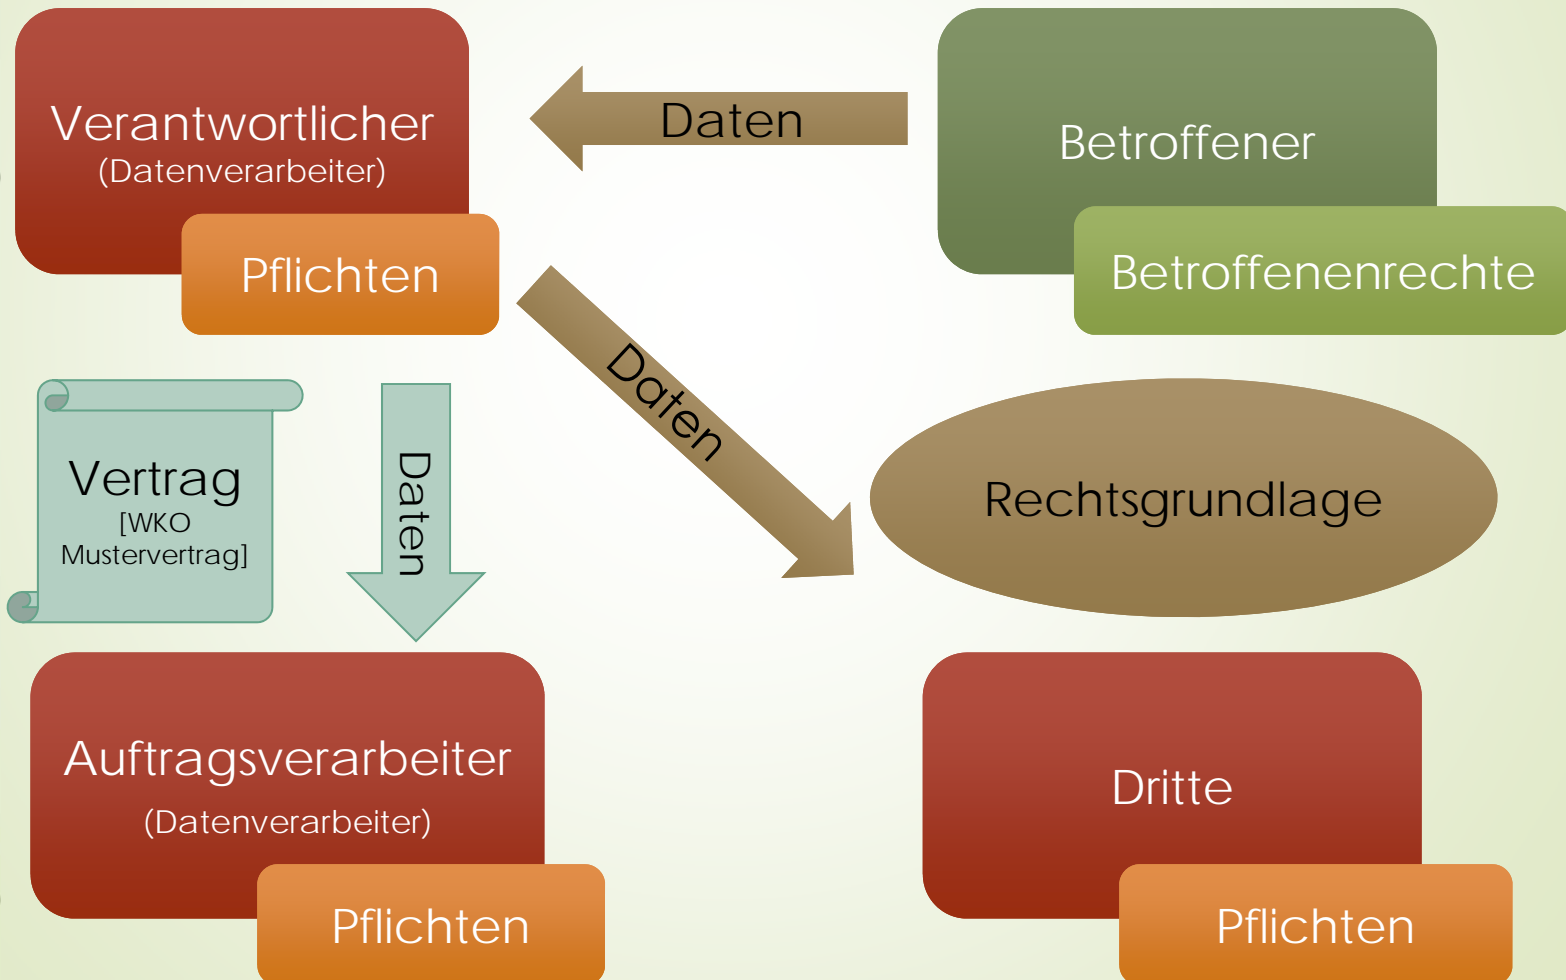 Verantwortlicher
(Datenverarbeiter)
Pflichten
Daten
Betroffener
Betroffenenrechte
Vertrag
[WKO
Mustervertrag]
Daten
Daten
Rechtsgrundlage
Auftragsverarbeiter
(Datenverarbeiter)
Pflichten
Dritte
Pflichten